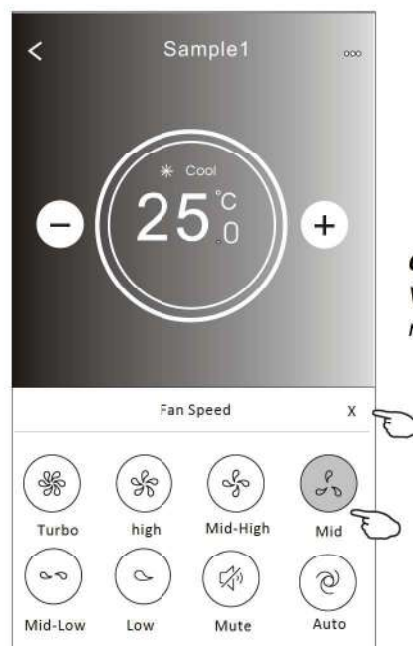 Sample1
Cool
25.0°C
Fan Speed X
Turbo high Mid-High Mid
Mid-Low Low Mute Auto